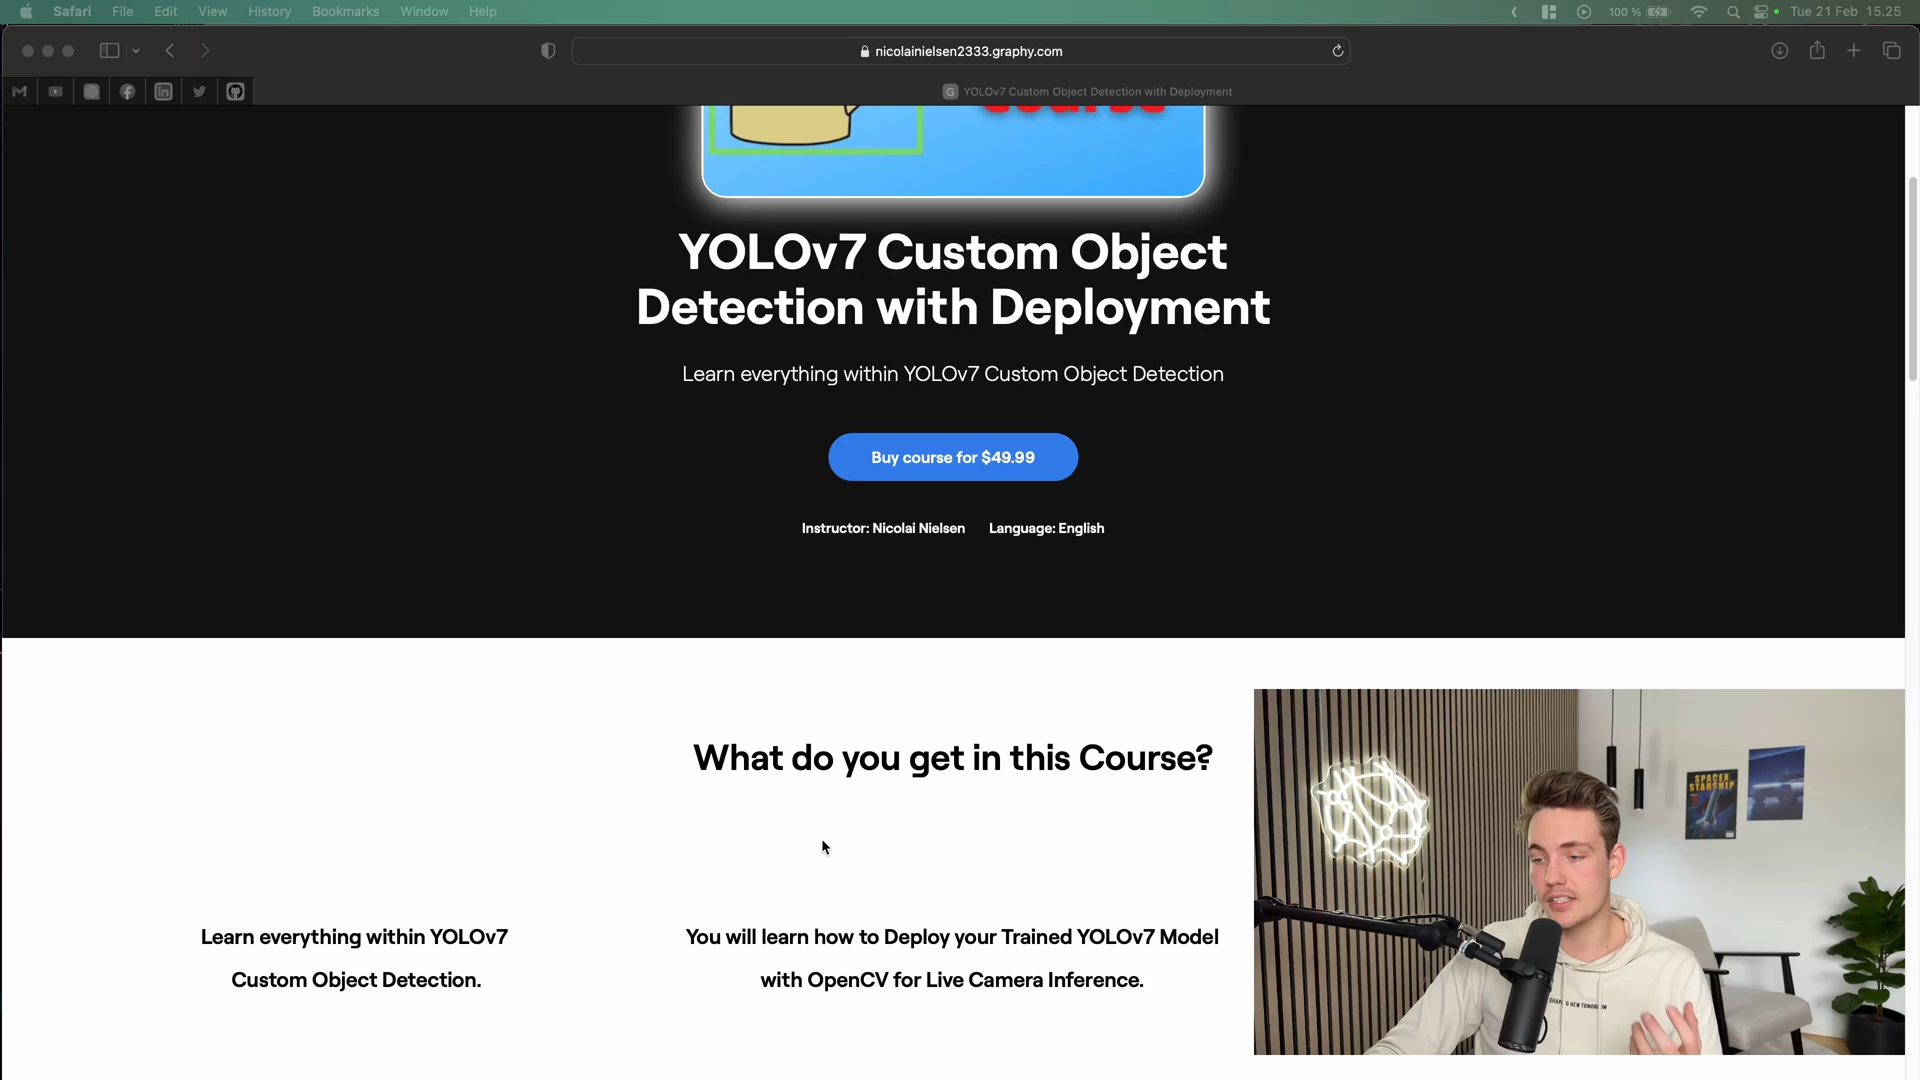 Safari File Edit View History Bookmarks Window Help 100 % Tue 21 Feb 15.25
nicolainielsen2333.graphy.com
G YOLOv7 Custom Object Detection with Deployment
YOLOv7 Custom Object
Detection with Deployment
Learn everything within YOLOv7 Custom Object Detection
Buy course for $49.99
Instructor: Nicolai Nielsen Language: English
What do you get in this Course?
Learn everything within YOLOv7
Custom Object Detection.
You will learn how to Deploy your Trained YOLOv7 Model
with OpenCV for Live Camera Inference.
SPACEX
STARSHIP